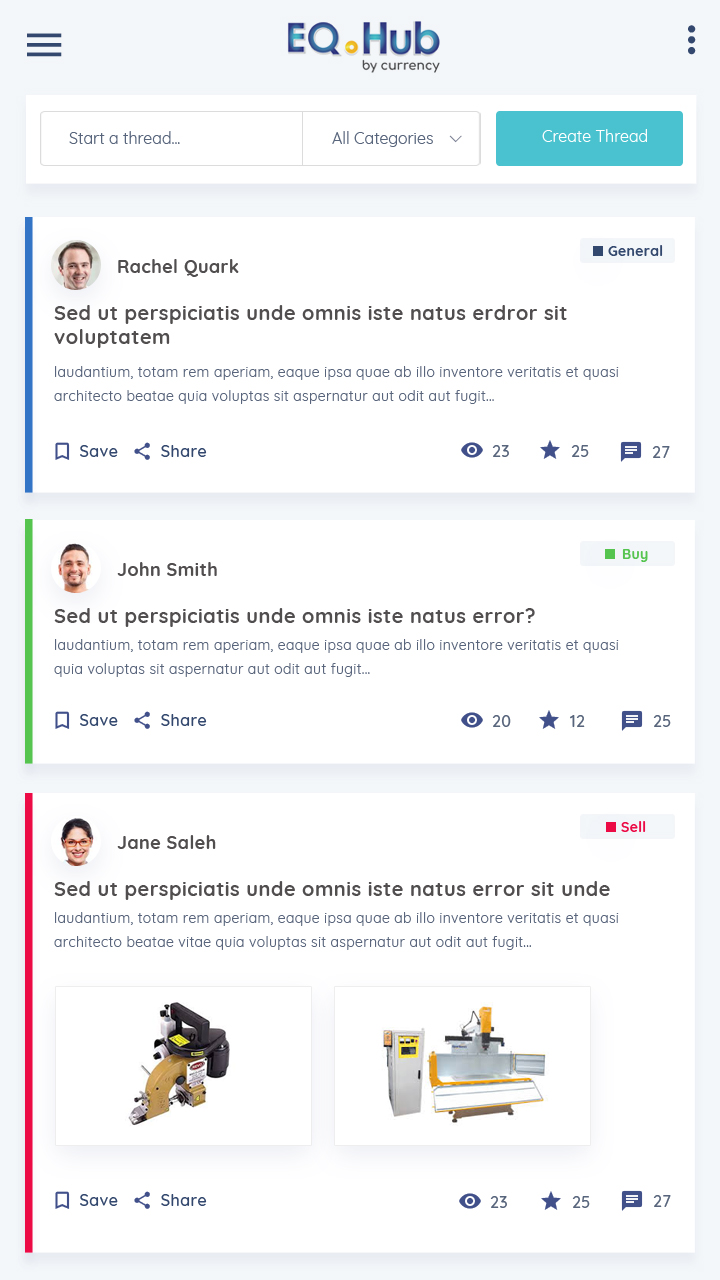 EQ.Hub
by currency
Start a thread...
All Categories
Create Thread
Rachel Quark
General
Sed ut perspiciatis unde omnis iste natus erdror sit
voluptatem
laudantium, totam rem aperiam, eaque ipsa quae ab illo inventore veritatis et quasi
architecto beatae quia voluptas sit aspernatur aut odit aut fugit...
Save Share 23 25 27
John Smith
Buy
Sed ut perspiciatis unde omnis iste natus error?
laudantium, totam rem aperiam, eaque ipsa quae ab illo inventore veritatis et quasi
quia voluptas sit aspernatur aut odit aut fugit...
Save Share 20 12 25
Jane Saleh
Sell
Sed ut perspiciatis unde omnis iste natus error sit unde
laudantium, totam rem aperiam, eaque ipsa quae ab illo inventore veritatis et quasi
architecto beatae vitae quia voluptas sit aspernatur aut odit aut fugit...
Save Share 23 25 27